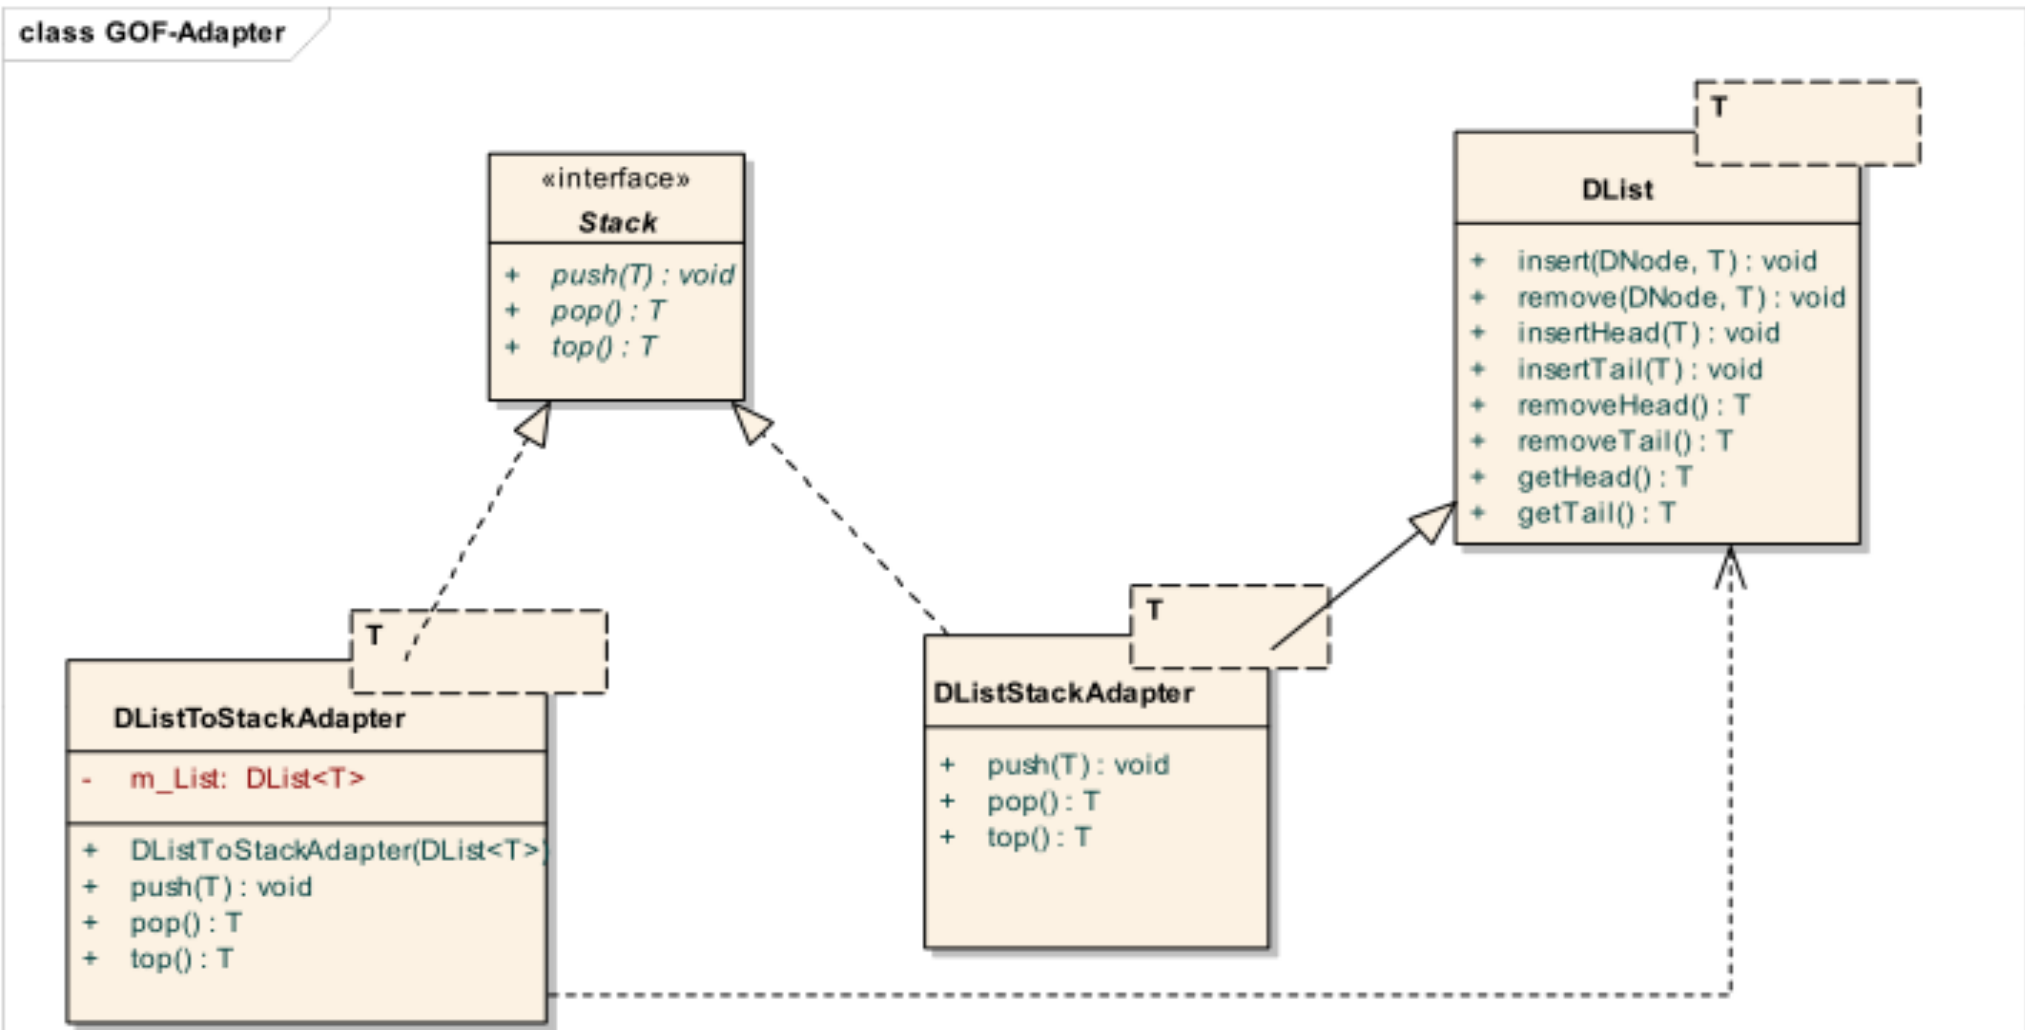 class GOF-Adapter
«interface»
Stack
+ push(T) : void
+ pop() : T
+ top() : T
T
DList
+ insert(DNode, T) : void
+ remove(DNode, T) : void
+ insertHead(T) : void
+ insertTail(T) : void
+ removeHead() : T
+ removeTail() : T
+ getHead() : T
+ getTail() : T
T
DListToStackAdapter
- m_List: DList<T>
+ DListToStackAdapter(DList<T>)
+ push(T) : void
+ pop() : T
+ top() : T
T
DListStackAdapter
+ push(T) : void
+ pop() : T
+ top() : T